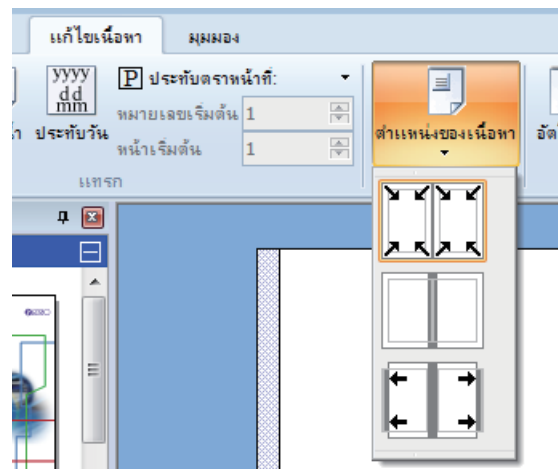 แก้ไขเนื้อหา มุมมอง
yyyy
dd
mm
ประทับวัน
P ประทับตราหน้าที่:
หมายเลขเริ่มต้น 1
หน้าเริ่มต้น 1
แทรก
ตำแหน่งของเนื้อหา